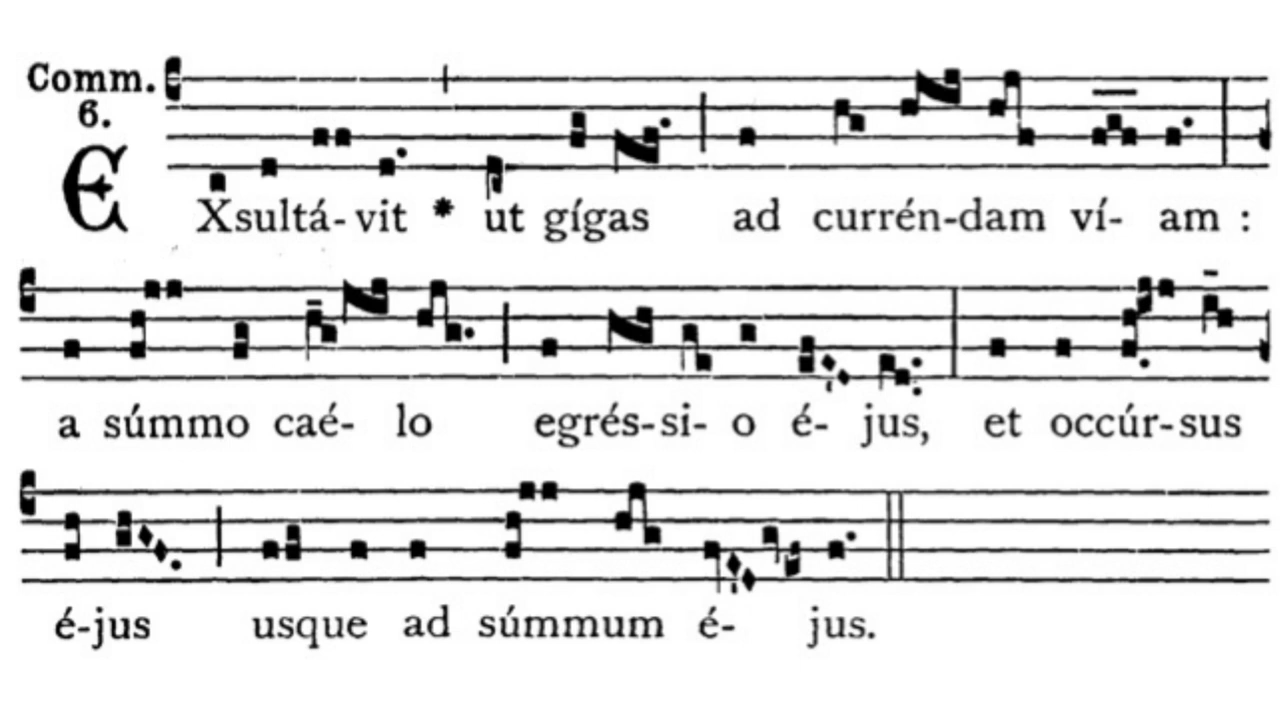 Comm.
6.
EXsultá-vit * ut gígas ad currén-dam ví- am :
a súmmo caé- lo egrés-si- o é- jus, et occúr-sus
é-jus usque ad súmmum é- jus.